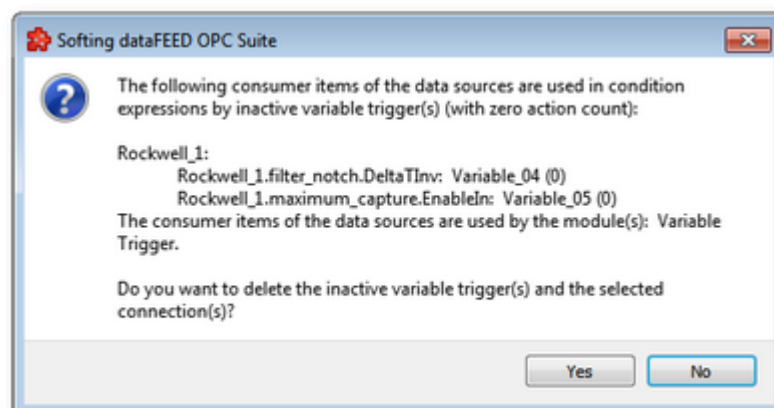 Softing dataFEED OPC Suite
The following consumer items of the data sources are used in condition
expressions by inactive variable trigger(s) (with zero action count):
Rockwell_1:
Rockwell_1.filter_notch.DeltaTInv:  Variable_04 (0)
Rockwell_1.maximum_capture.EnableIn:  Variable_05 (0)
The consumer items of the data sources are used by the module(s):  Variable
Trigger.
Do you want to delete the inactive variable trigger(s) and the selected
connection(s)?
Yes
No